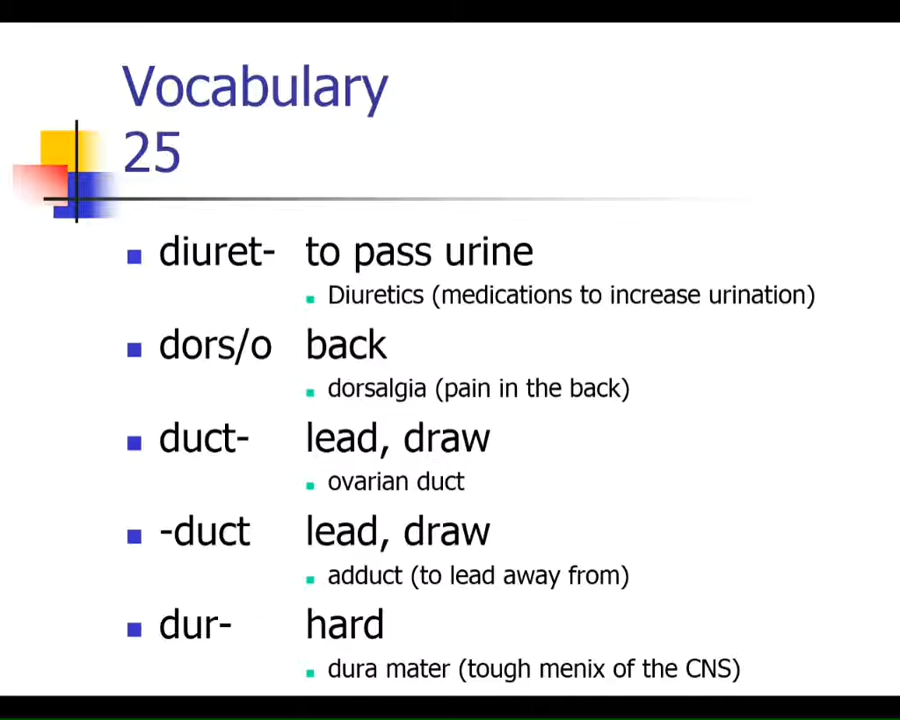 Vocabulary
25
diuret- to pass urine
Diuretics (medications to increase urination)
dors/o back
dorsalgia (pain in the back)
duct- lead, draw
ovarian duct
-duct lead, draw
adduct (to lead away from)
dur- hard
dura mater (tough menix of the CNS)